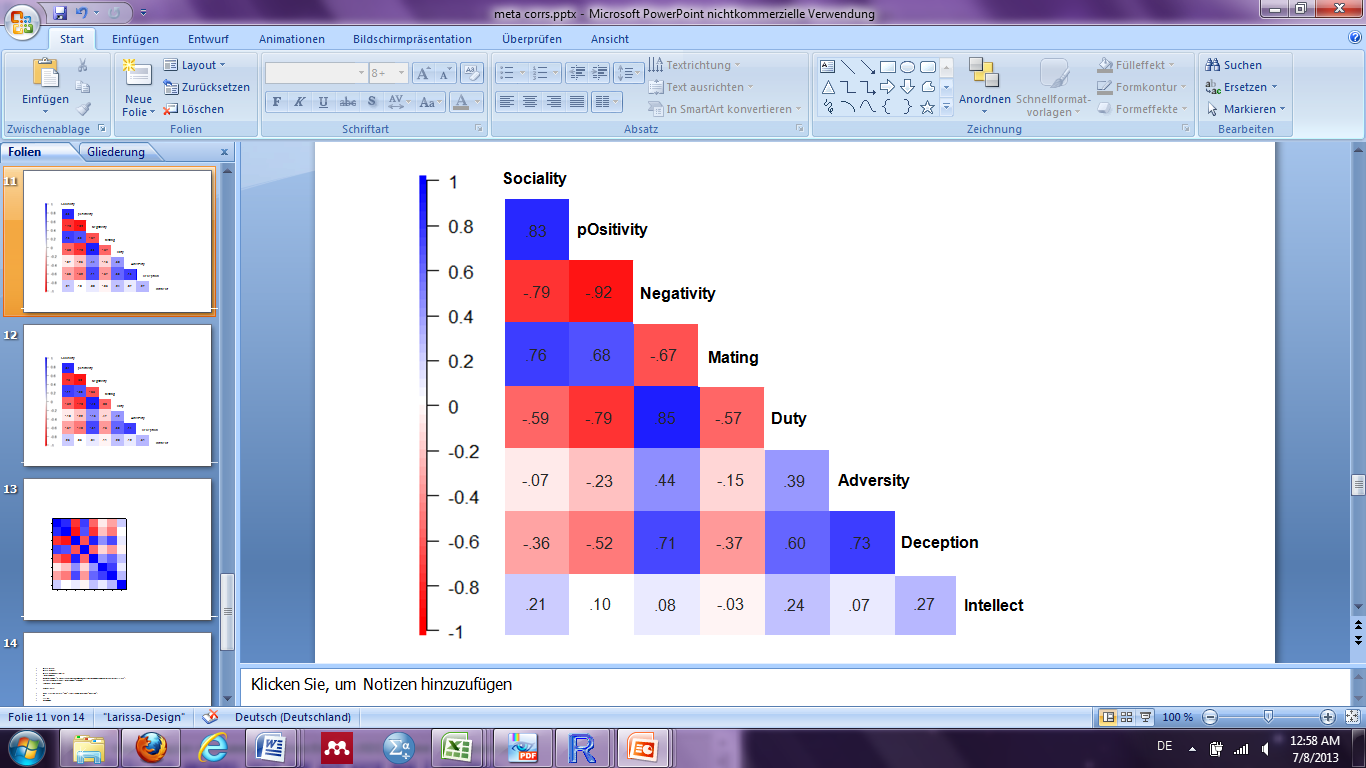 meta corrs.pptx - Microsoft PowerPoint nichtkommerzielle Verwendung
Start Einfügen Entwurf Animationen Bildschirmpräsentation Überprüfen Ansicht
Einfügen
Neue Folie
Layout
Zurücksetzen
Löschen
8+
F K U abc S AV Aa A
Textrichtung
Text ausrichten
In SmartArt konvertieren
Anordnen
Schnellformat-
vorlagen
Fülleffekt
Formkontur
Formeffekte
Suchen
Ersetzen
Markieren
Zwischenablage Folien Schriftart Absatz Zeichnung Bearbeiten
Folien Gliederung x
11
12
13
14
1
0.8
0.6
0.4
0.2
0
-0.2
-0.4
-0.6
-0.8
-1
Sociality
.83 pOsitivity
-.79 -.92 Negativity
.76 .68 -.67 Mating
-.59 -.79 .85 -.57 Duty
-.07 -.23 .44 -.15 .39 Adversity
-.36 -.52 .71 -.37 .60 .73 Deception
.21 .10 .08 -.03 .24 .07 .27 Intellect
Klicken Sie, um Notizen hinzuzufügen
Folie 11 von 14 "Larissa-Design" Deutsch (Deutschland) 100 %
DE 12:58 AM
7/8/2013